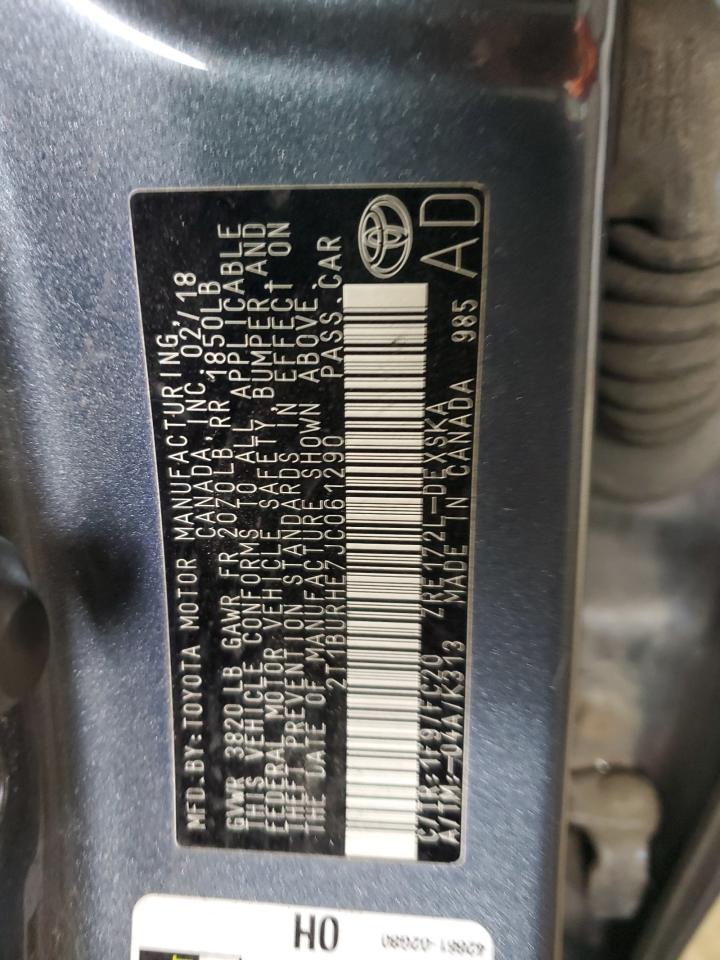 MFD.BY:TOYOTA MOTOR MANUFACTURING,
CANADA, INC. 02/18
GVWR 3820 LB GAWR FR 2070LB,RR 1850LB
THIS VEHICLE CONFORMS TO ALL APPLICABLE
FEDERAL MOTOR VEHICLE SAFETY, BUMPER AND
THEFT PREVENTION STANDARDS IN EFFECT ON
THE DATE OF MANUFACTURE SHOWN ABOVE.
2T1BURHE7JC061290 PASS.CAR
C/TR:1F97/FC20 ZRE172L-DEXSKA
A/TM:-04A/K313 MADE IN CANADA 985
AD
HO